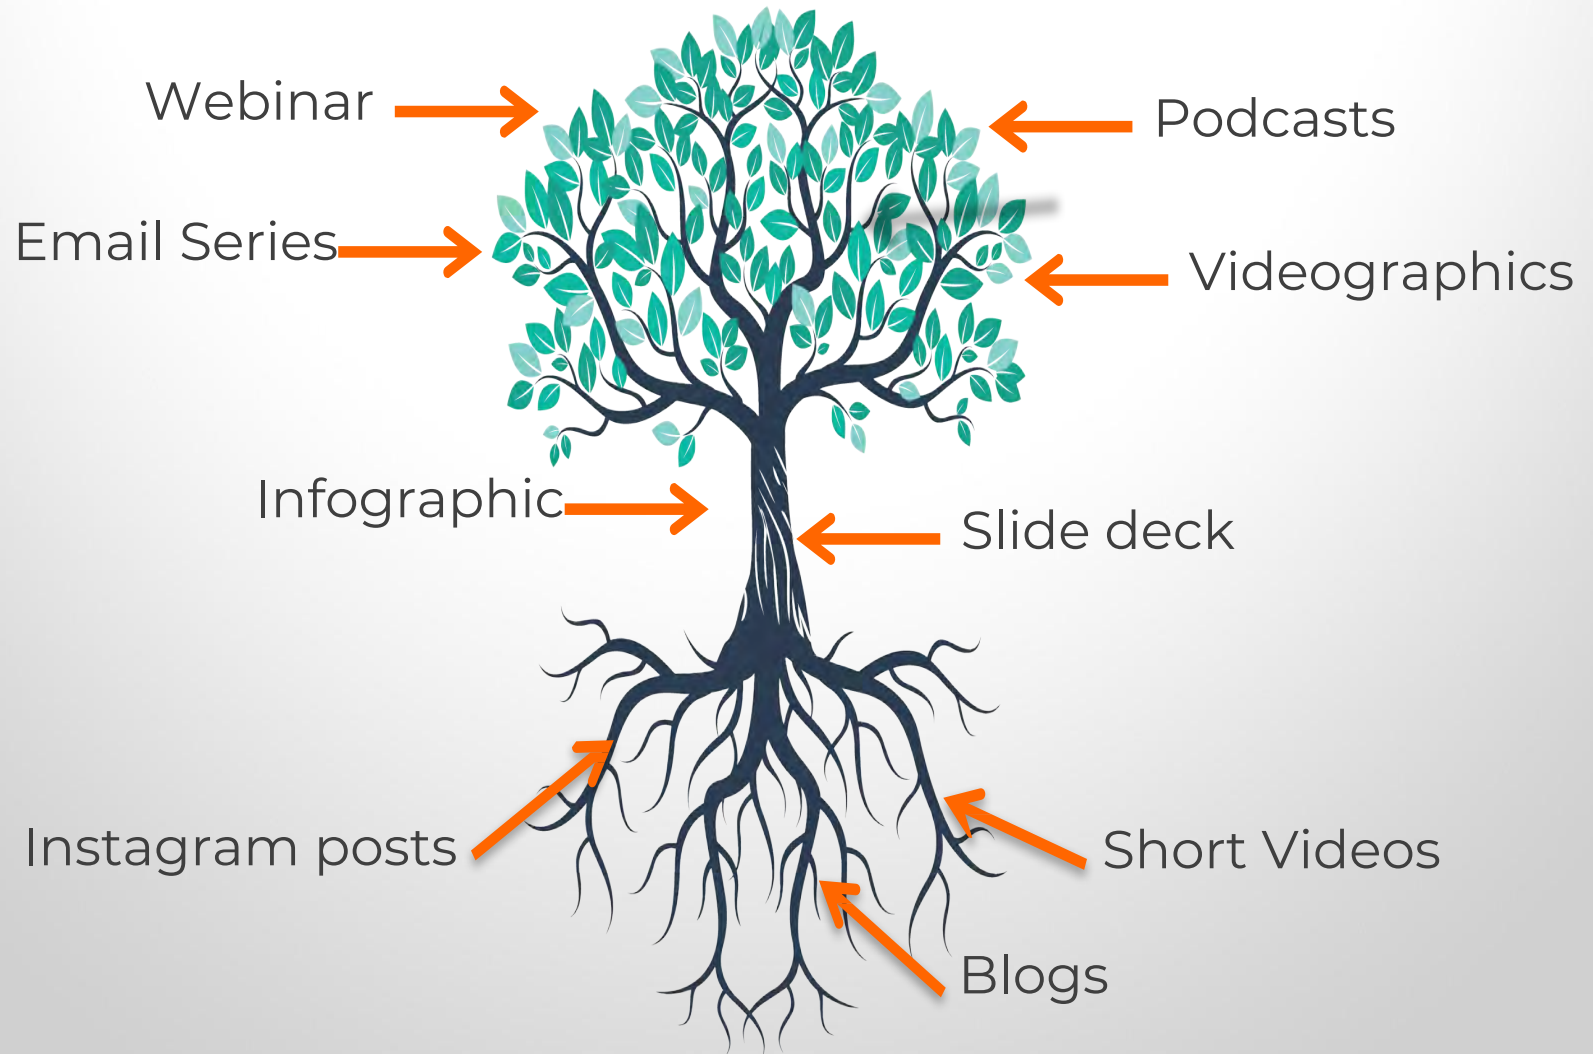 Webinar
Podcasts
Email Series
Videographics
Infographic
Slide deck
Instagram posts
Short Videos
Blogs